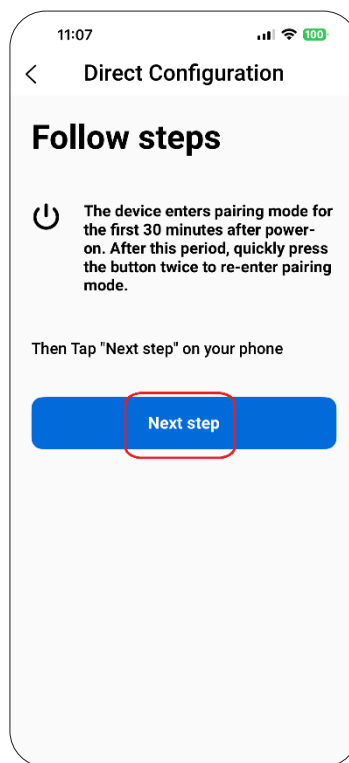 11:07
100
Direct Configuration
Follow steps
The device enters pairing mode for
the first 30 minutes after power-
on. After this period, quickly press
the button twice to re-enter pairing
mode.
Then Tap "Next step" on your phone
Next step